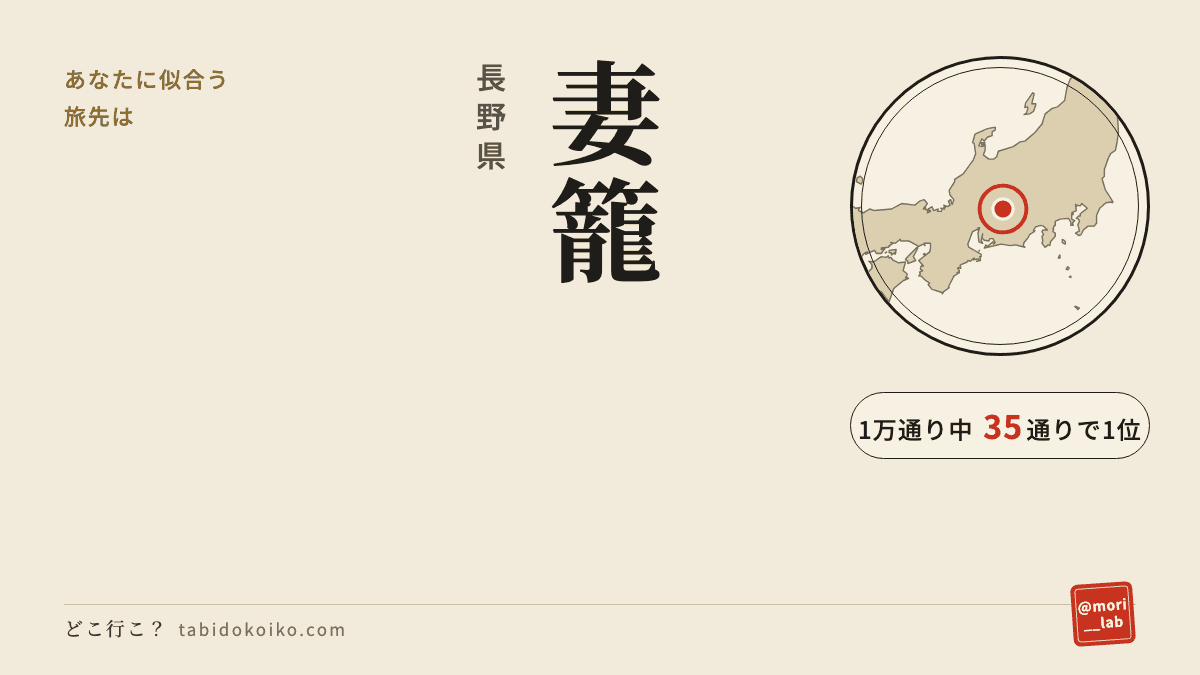 あなたに似合う
旅先は
妻籠
長野県
1万通り中 35通りで1位
どこ行こ？ tabidokoiko.com
@mori
__lab